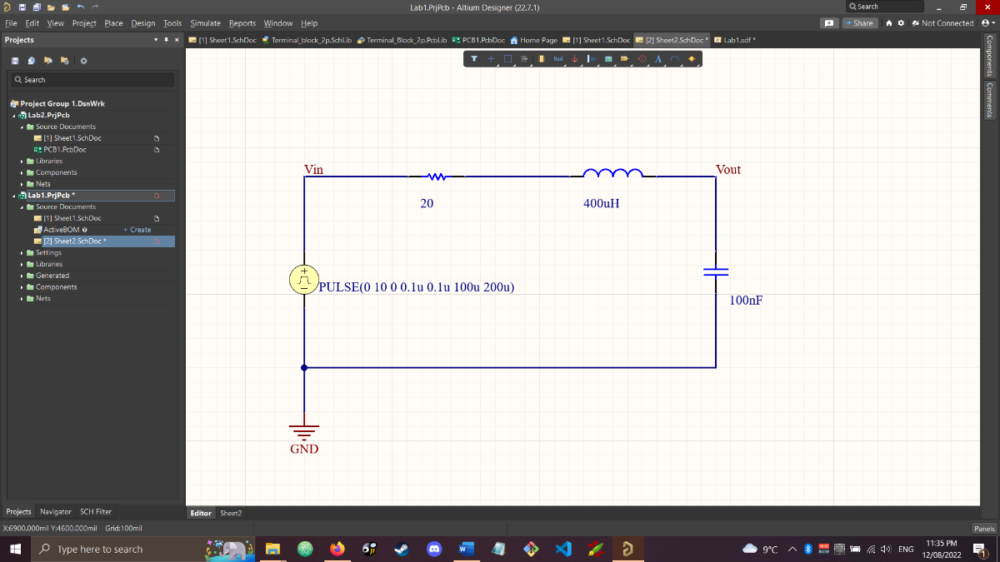 Lab1.PrjPcb - Altium Designer (22.7.1)
Search
File Edit View Project Place Design Tools Simulate Reports Window Help
Share
Not Connected
Projects
[1] Sheet1.SchDoc Terminal_block_2p.SchLib Terminal_Block_2p.PcbLib PCB1.PcbDoc Home Page [1] Sheet1.SchDoc [2] Sheet2.SchDoc * Lab1.sdf *
Components
Comments
Search
Project Group 1.DsnWrk
Lab2.PrjPcb
Source Documents
[1] Sheet1.SchDoc
PCB1.PcbDoc
Libraries
Components
Nets
Lab1.PrjPcb *
Source Documents
[1] Sheet1.SchDoc
ActiveBOM + Create
[2] Sheet2.SchDoc *
Settings
Libraries
Generated
Components
Nets
Vin
20
400uH
Vout
PULSE(0 10 0 0.1u 0.1u 100u 200u)
100nF
GND
Projects Navigator SCH Filter
Editor Sheet2
X:6900.000mil Y:4600.000mil Grid:100mil
Panels
Type here to search
9°C
ENG
11:35 PM
12/08/2022
1